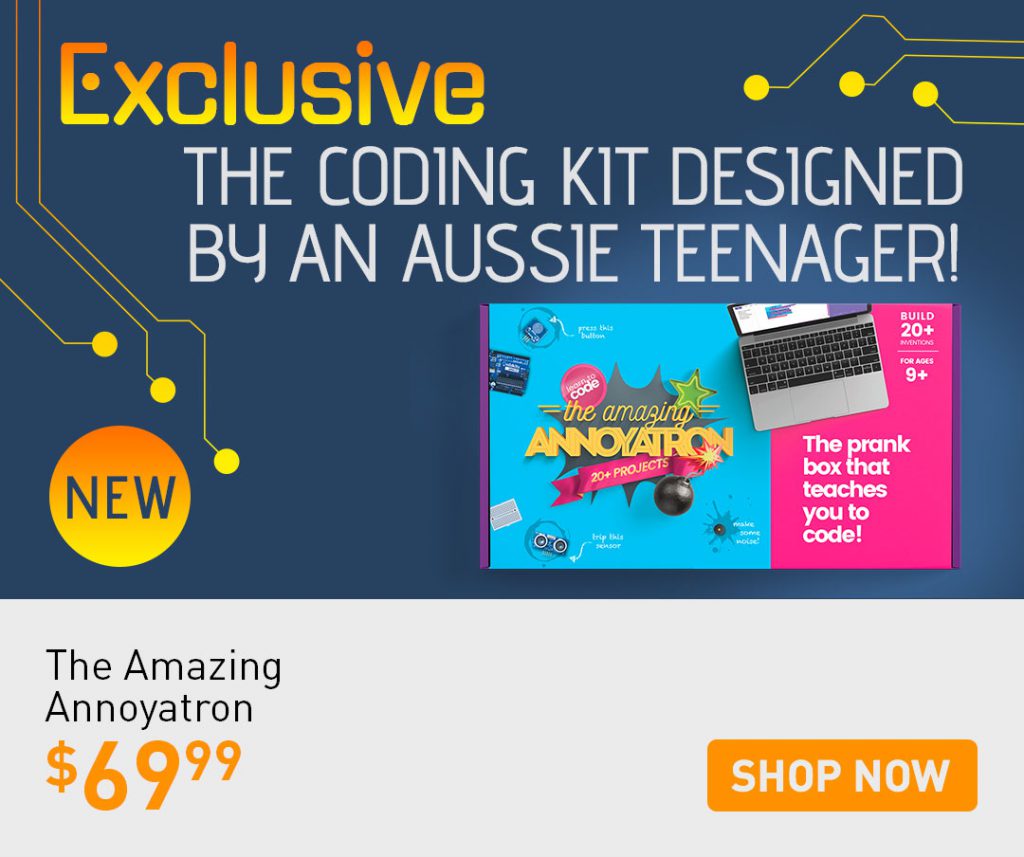 Exclusive
THE CODING KIT DESIGNED
BY AN AUSSIE TEENAGER!
BUILD
20+
INVENTIONS
FOR AGES
9+
press this
button
learn to
code
the amazing
ANNOYATRON
20+ PROJECTS
The prank
box that
teaches
you to
code!
make
some
noise!
trip this
sensor
NEW
The Amazing
Annoyatron
$69.99
SHOP NOW